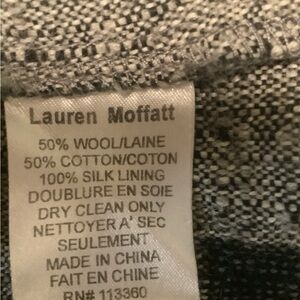 Lauren Moffatt
50% WOOL/LAINE
50% COTTON/COTON
100% SILK LINING
DOUBLURE EN SOIE
DRY CLEAN ONLY
NETTOYER A' SEC
SEULEMENT
MADE IN CHINA
FAIT EN CHINE
RN# 113360